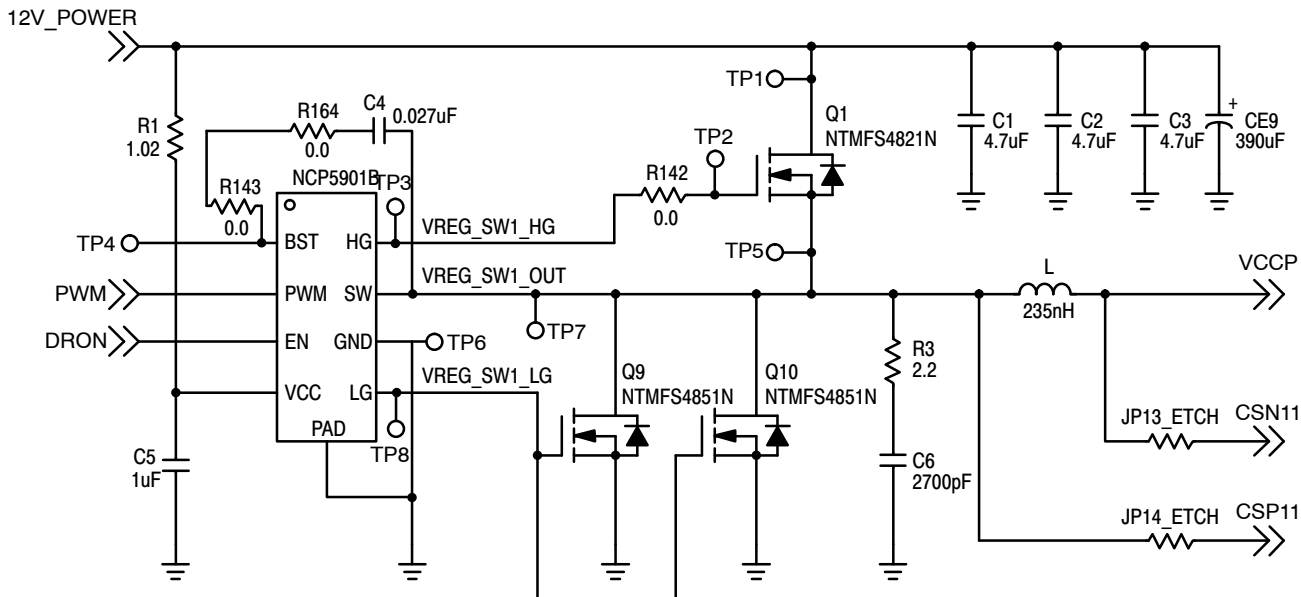 12V_POWER
TP1
R1
1.02
R164
0.0
C4
0.027uF
Q1
NTMFS4821N
C1
4.7uF
C2
4.7uF
C3
4.7uF
+
CE9
390uF
R143
0.0
NCP5901B
TP3
TP2
R142
0.0
TP4
BST
HG
VREG_SW1_HG
TP5
PWM
PWM
SW
VREG_SW1_OUT
L
235nH
VCCP
DRON
EN
GND
TP6
TP7
VCC
LG
VREG_SW1_LG
Q9
NTMFS4851N
Q10
NTMFS4851N
R3
2.2
PAD
TP8
C5
1uF
C6
2700pF
JP13_ETCH
CSN11
JP14_ETCH
CSP11